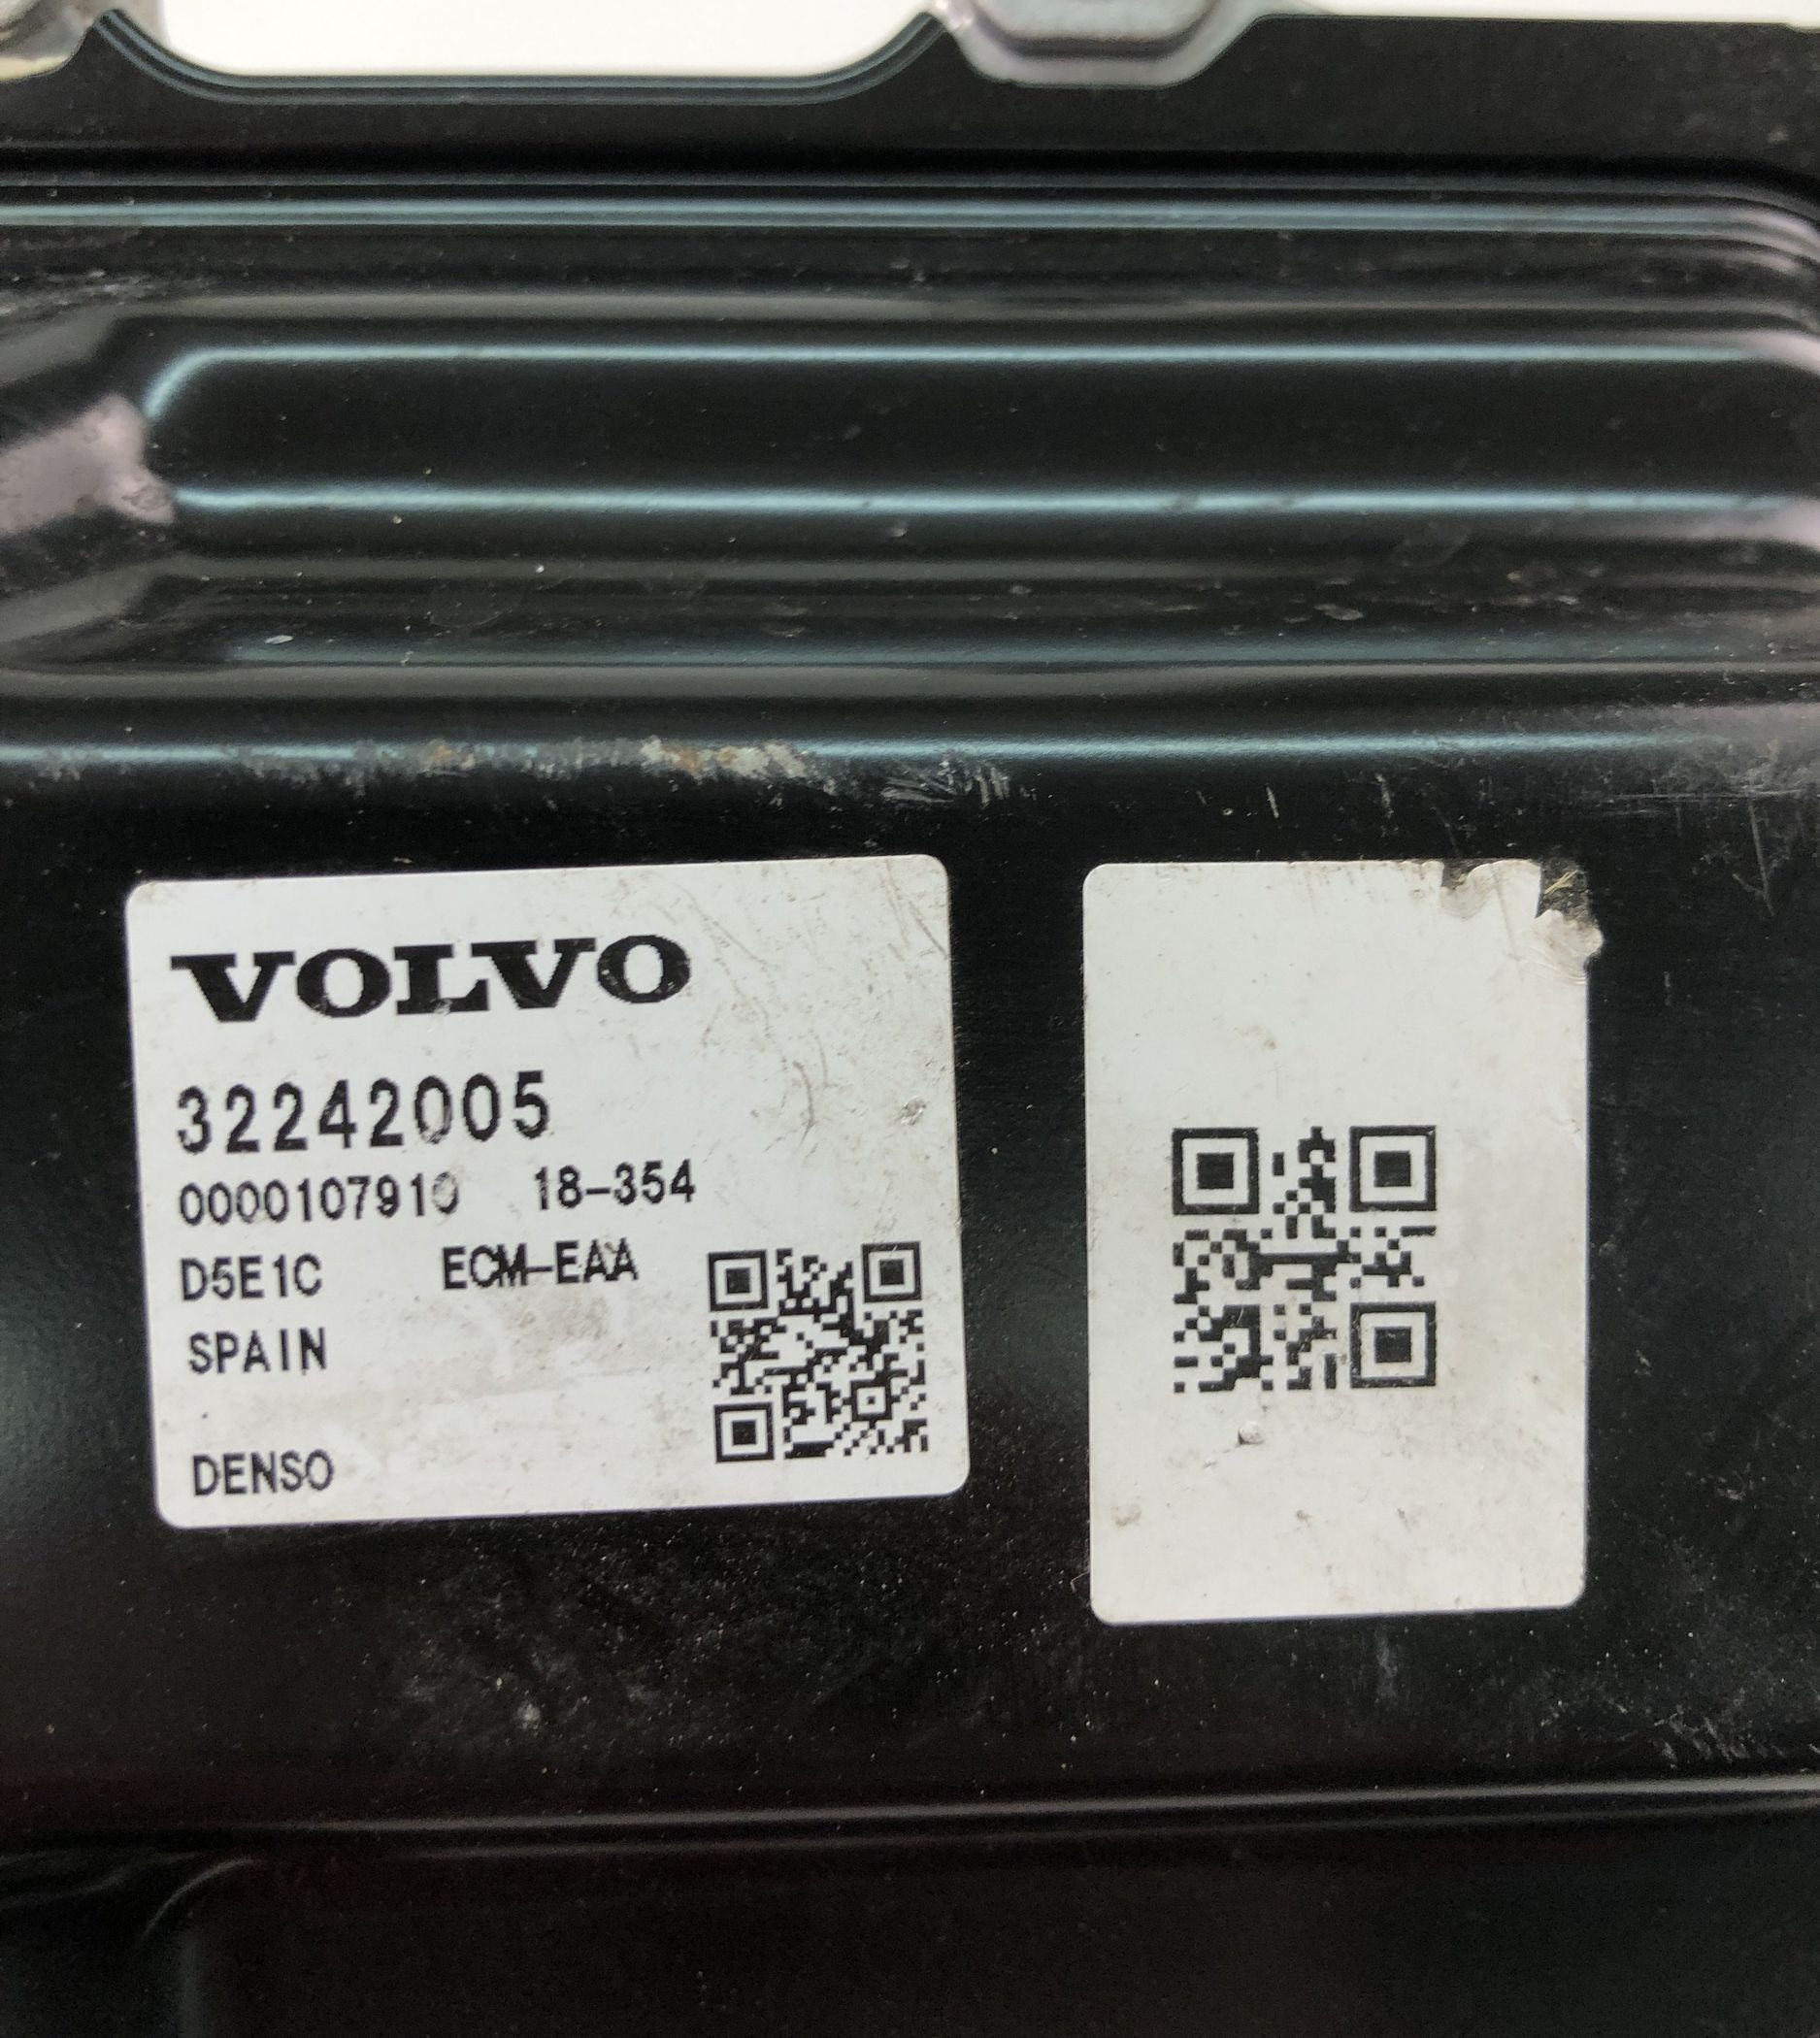 VOLVO
32242005
0000107910 18-354
D5E1C ECM-EAA
SPAIN
DENSO